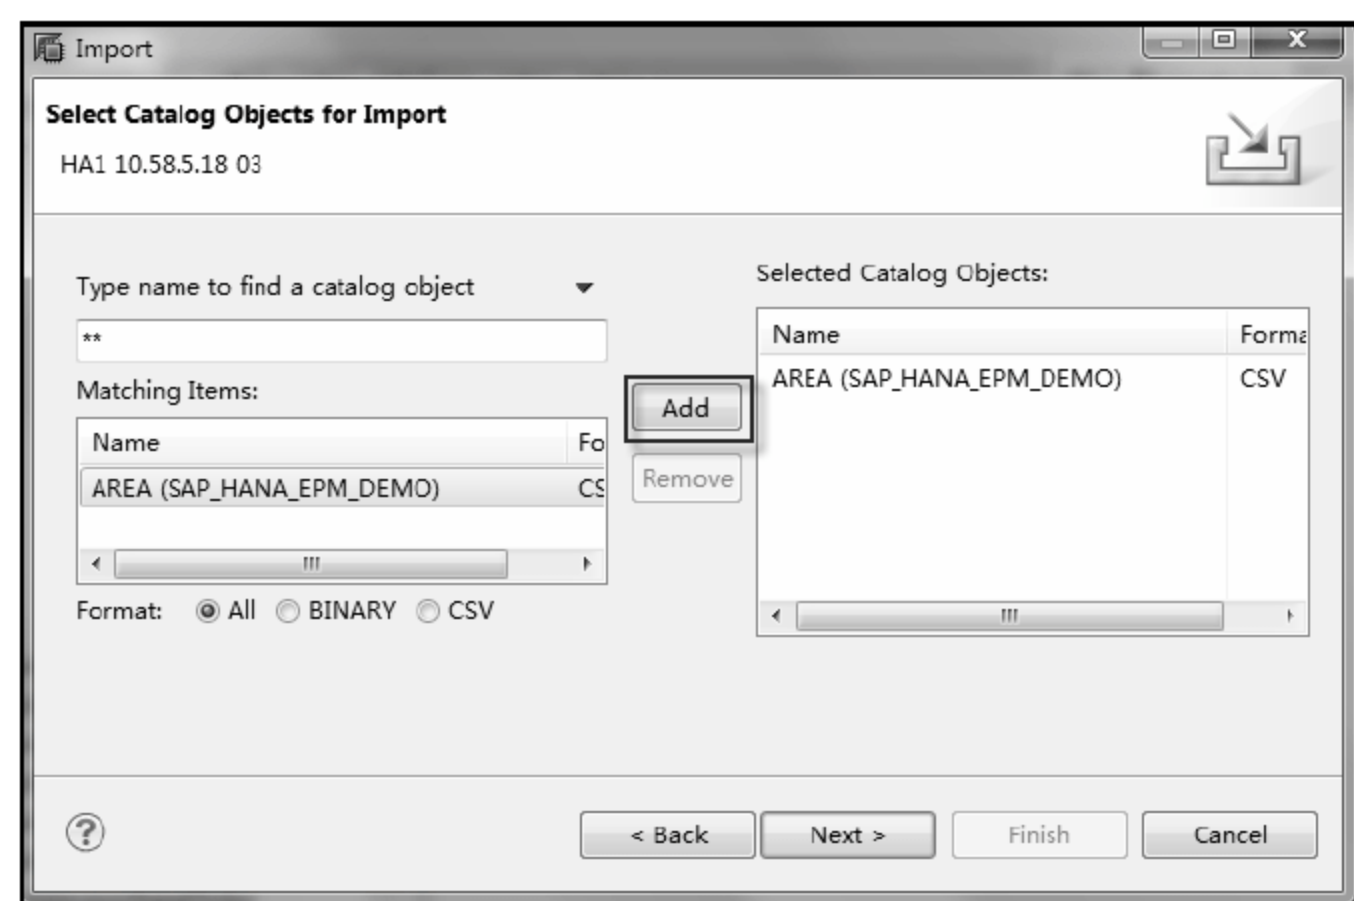 Import
Select Catalog Objects for Import
HA1 10.58.5.18 03
Type name to find a catalog object
**
Matching Items:
Name Fo
AREA (SAP_HANA_EPM_DEMO) CS
Format: All BINARY CSV
Add
Remove
Selected Catalog Objects:
Name Forma
AREA (SAP_HANA_EPM_DEMO) CSV
< Back Next > Finish Cancel